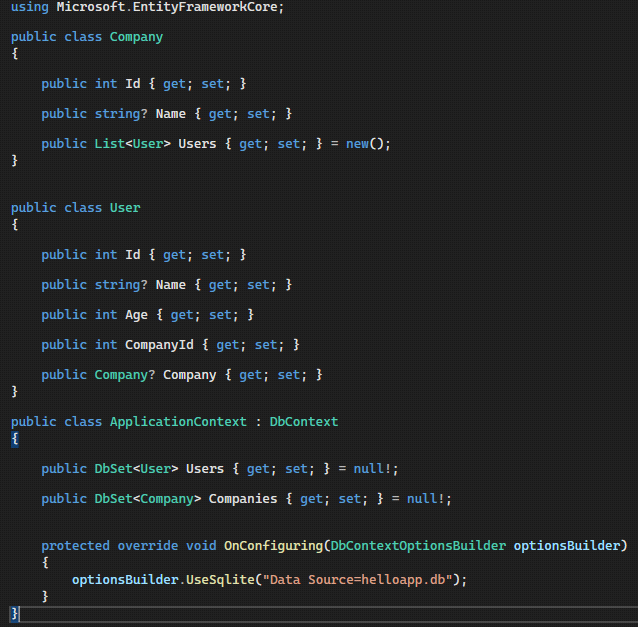 using Microsoft.EntityFrameworkCore;
public class Company
{
public int Id { get; set; }
public string? Name { get; set; }
public List<User> Users { get; set; } = new();
}
public class User
{
public int Id { get; set; }
public string? Name { get; set; }
public int Age { get; set; }
public int CompanyId { get; set; }
public Company? Company { get; set; }
}
public class ApplicationContext : DbContext
{
public DbSet<User> Users { get; set; } = null!;
public DbSet<Company> Companies { get; set; } = null!;
protected override void OnConfiguring(DbContextOptionsBuilder optionsBuilder)
{
optionsBuilder.UseSqlite("Data Source=helloapp.db");
}
}